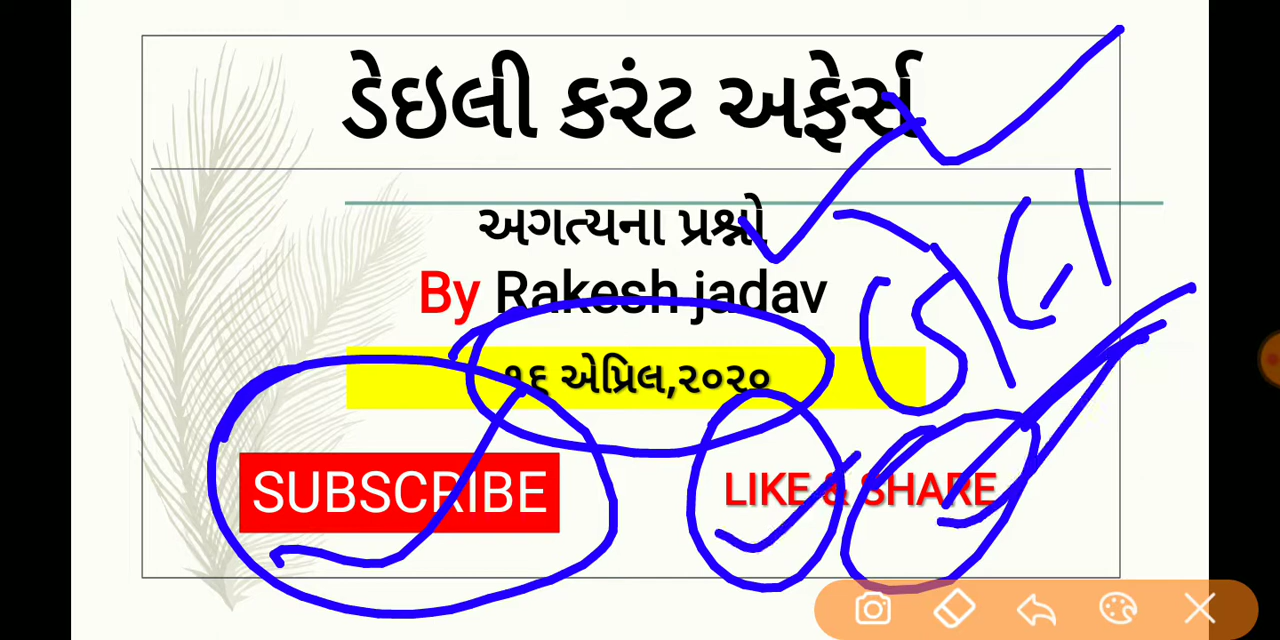 ડેઇલી કરંટ અફેર્સ
અગત્યના પ્રશ્નો
By Rakesh jadav
૧૬ એપ્રિલ,૨૦૨૦
SUBSCRIBE
LIKE & SHARE